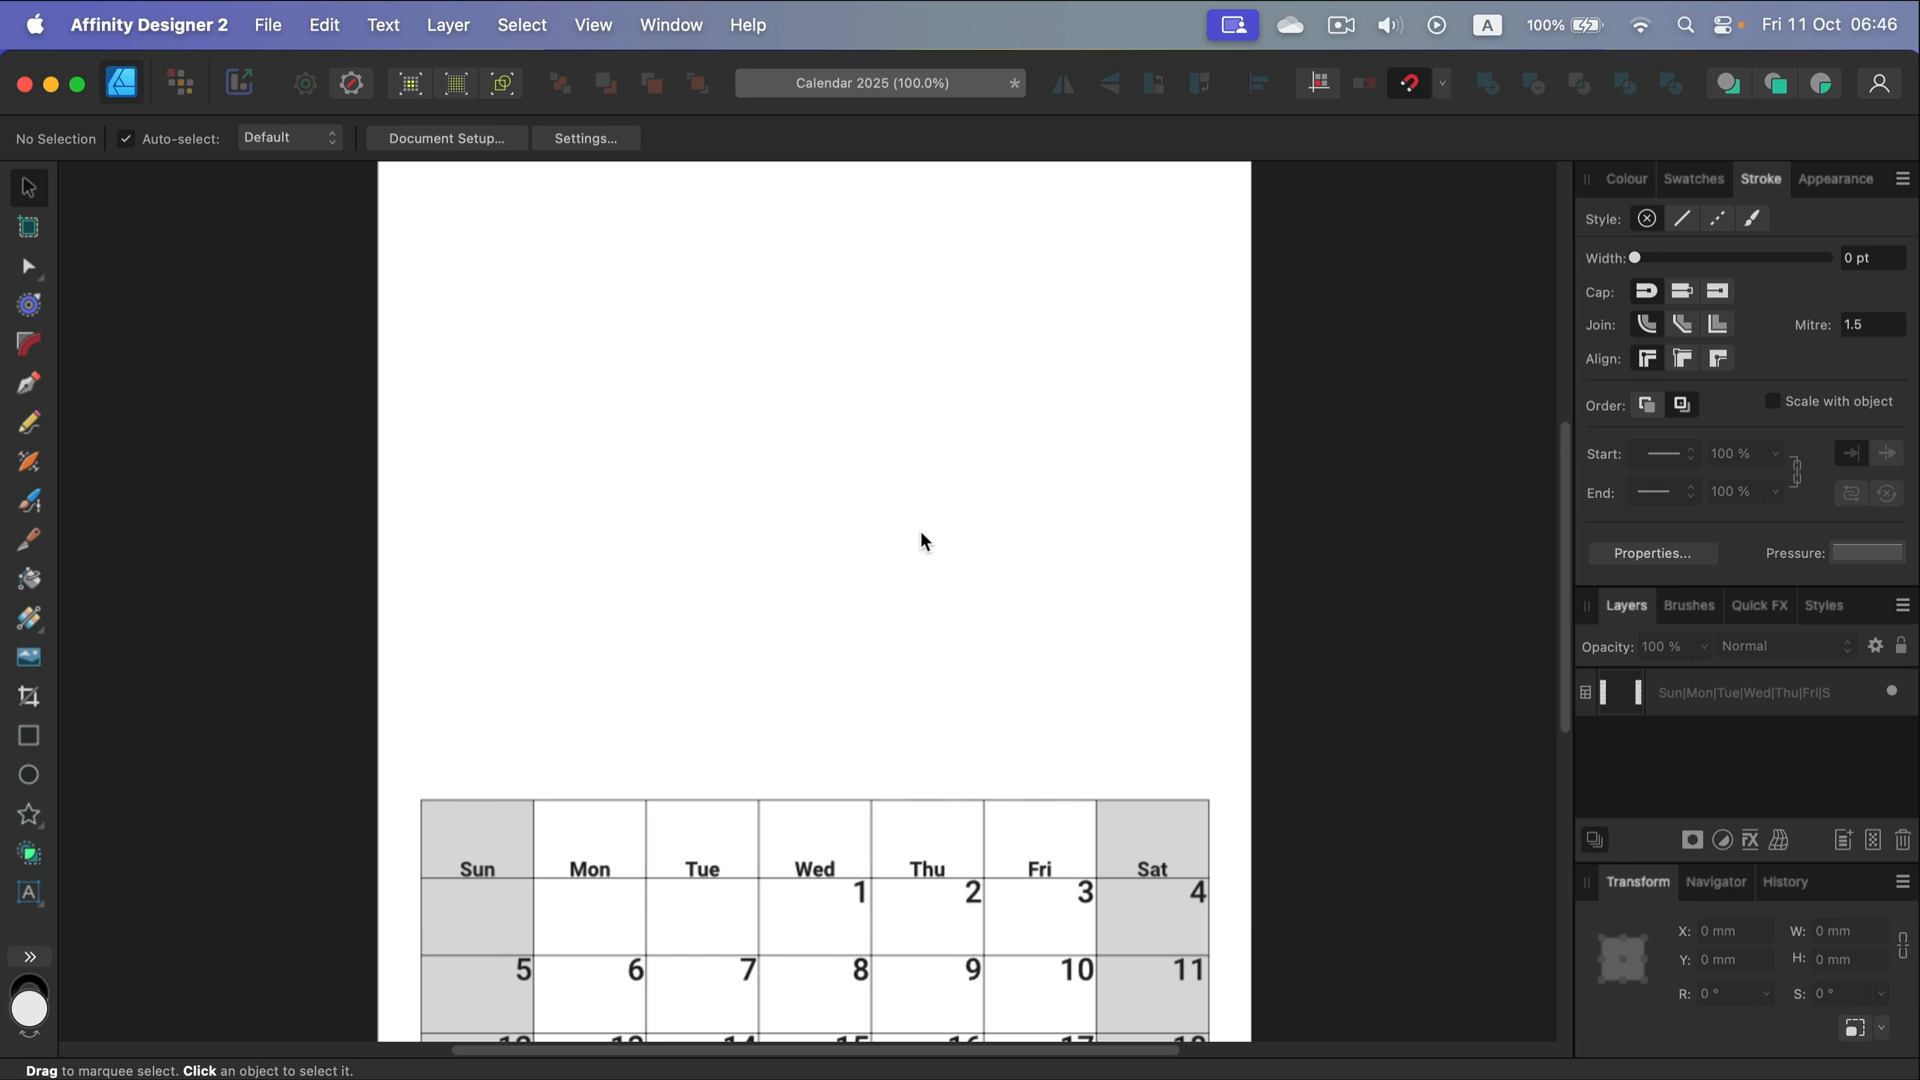 Affinity Designer 2 File Edit Text Layer Select View Window Help A 100% Fri 11 Oct 06:46
Calendar 2025 (100.0%) *
No Selection Auto-select: Default Document Setup... Settings...
Colour Swatches Stroke Appearance
Style:
Width: 0 pt
Cap:
Join: Mitre: 1.5
Align:
Order: Scale with object
Start: 100 %
End: 100 %
Properties... Pressure:
Layers Brushes Quick FX Styles
Opacity: 100 % Normal
Sun|Mon|Tue|Wed|Thu|Fri|S
FX
Transform Navigator History
X: 0 mm W: 0 mm
Y: 0 mm H: 0 mm
R: 0 ° S: 0 °
A
Sun Mon Tue Wed Thu Fri Sat
1 2 3 4
5 6 7 8 9 10 11
Drag to marquee select. Click an object to select it.